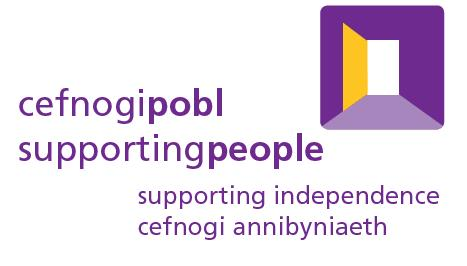 cefnogipobl
supportingpeople
supporting independence
cefnogi annibyniaeth